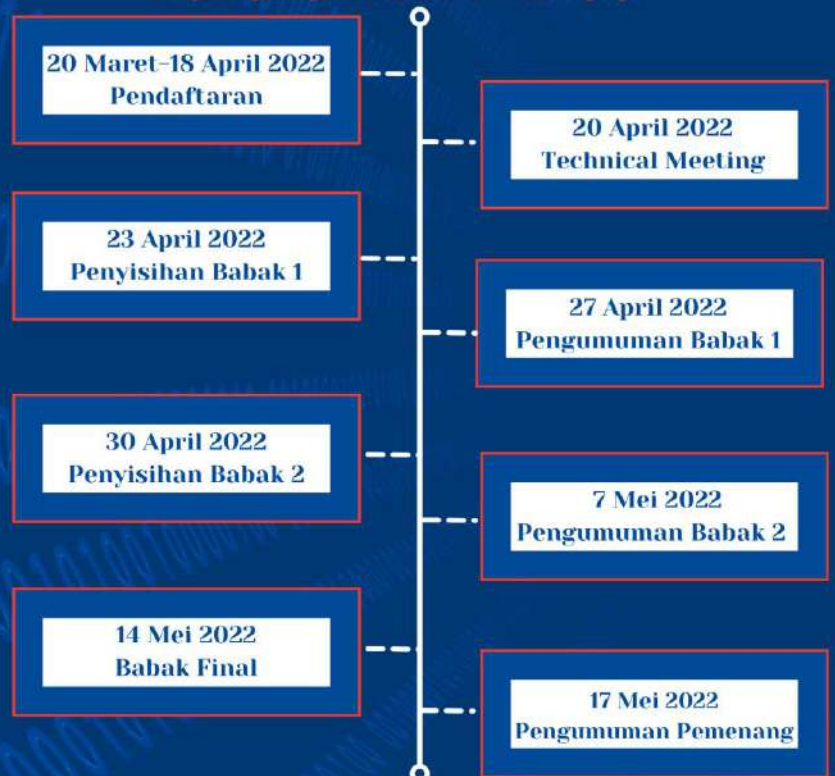 20 Maret-18 April 2022
Pendaftaran
20 April 2022
Technical Meeting
23 April 2022
Penyisihan Babak 1
27 April 2022
Pengumuman Babak 1
30 April 2022
Penyisihan Babak 2
7 Mei 2022
Pengumuman Babak 2
14 Mei 2022
Babak Final
17 Mei 2022
Pengumuman Pemenang